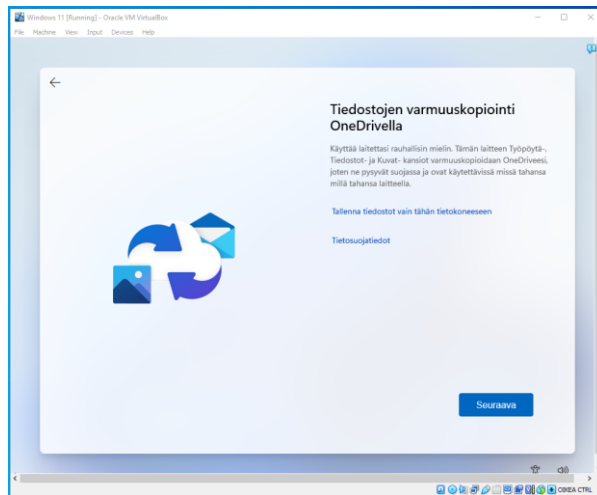 Windows 11 [Running] - Oracle VM VirtualBox
File Machine View Input Devices Help
Tiedostojen varmuuskopiointi
OneDrivella
Käyttää laitettasi rauhallisin mielin. Tämän laitteen Työpöytä-,
Tiedostot- ja Kuvat- kansiot varmuuskopioidaan OneDriveesi,
joten ne pysyvät suojassa ja ovat käytettävissä missä tahansa
millä tahansa laitteella.
Tallenna tiedostot vain tähän tietokoneeseen
Tietosuojatiedot
Seuraava
OIKEA CTRL